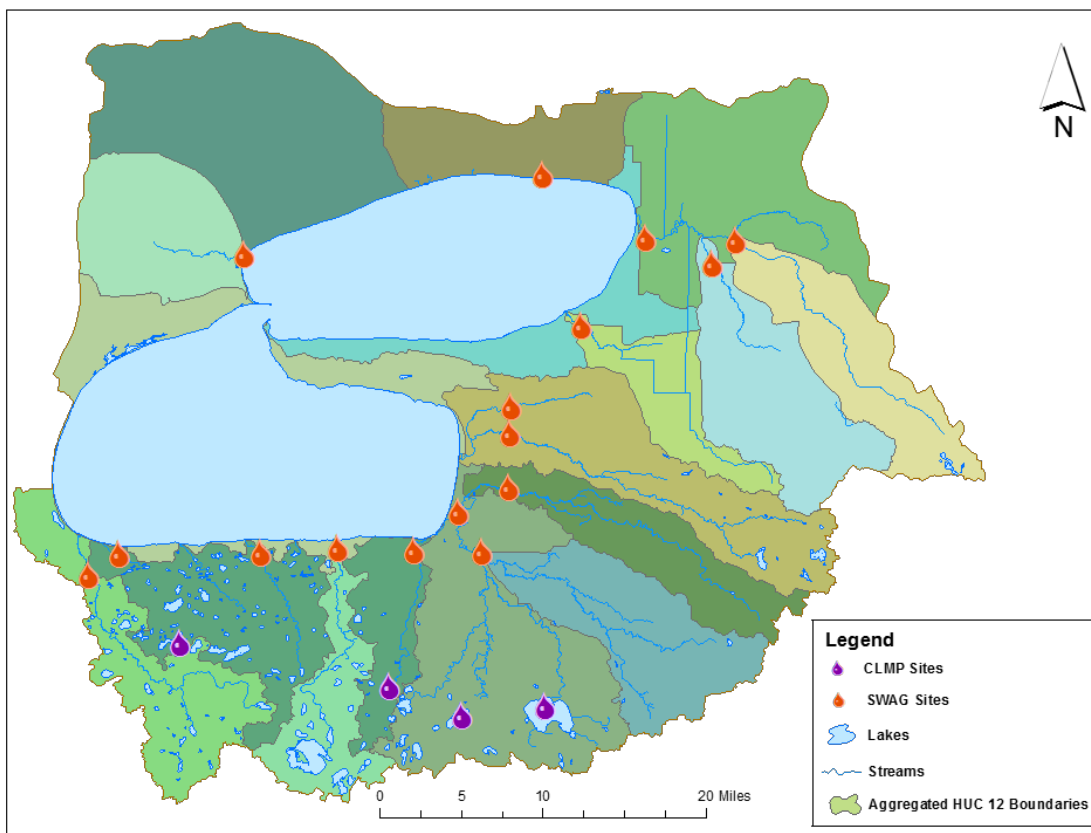 N
Legend
CLMP Sites
SWAG Sites
Lakes
Streams
Aggregated HUC 12 Boundaries
0 5 10 20 Miles